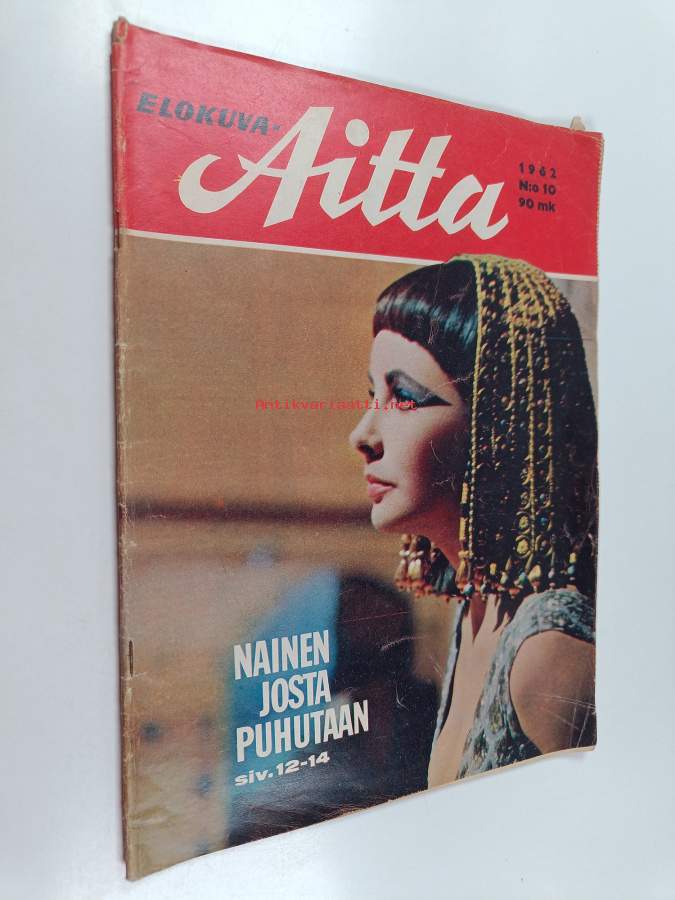 ELOKUVA-
Aitta
1962
N:o 10
90 mk
Antikvariaatti.net
NAINEN
JOSTA
PUHUTAAN
siv. 12-14